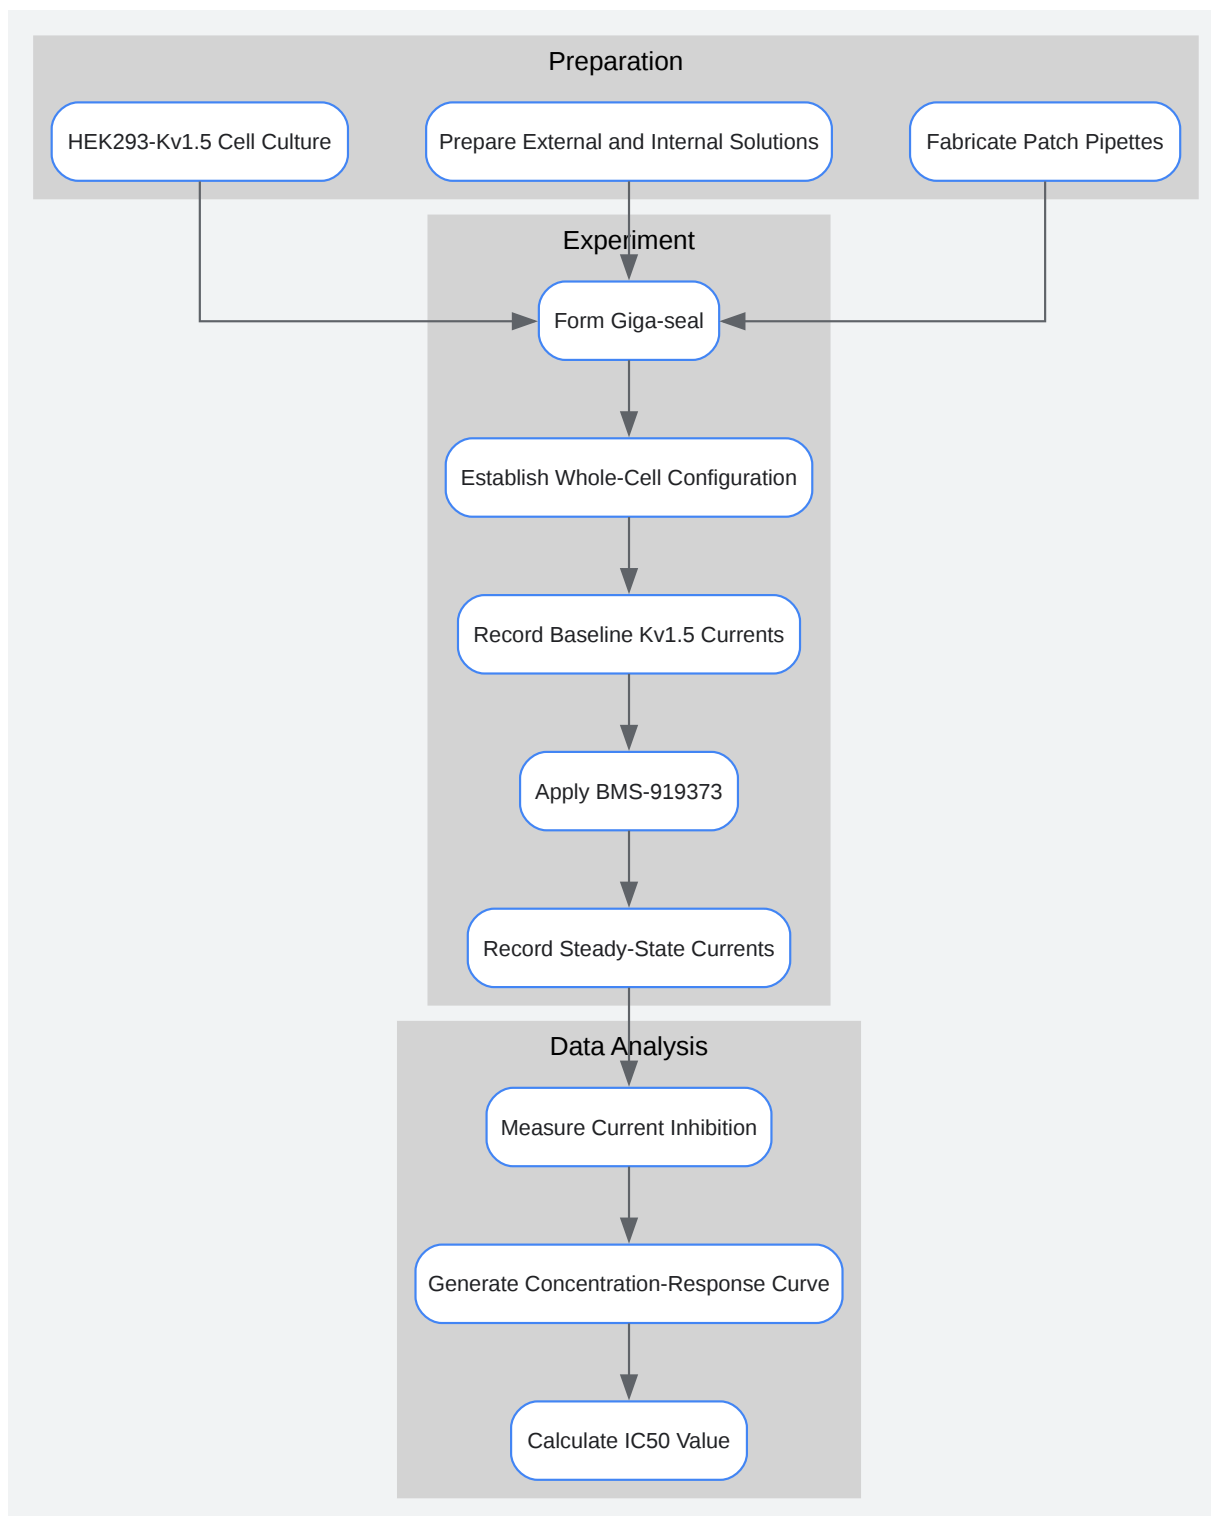 Preparation
HEK293-Kv1.5 Cell Culture
Prepare External and Internal Solutions
Fabricate Patch Pipettes
Experiment
Form Giga-seal
Establish Whole-Cell Configuration
Record Baseline Kv1.5 Currents
Apply BMS-919373
Record Steady-State Currents
Data Analysis
Measure Current Inhibition
Generate Concentration-Response Curve
Calculate IC50 Value